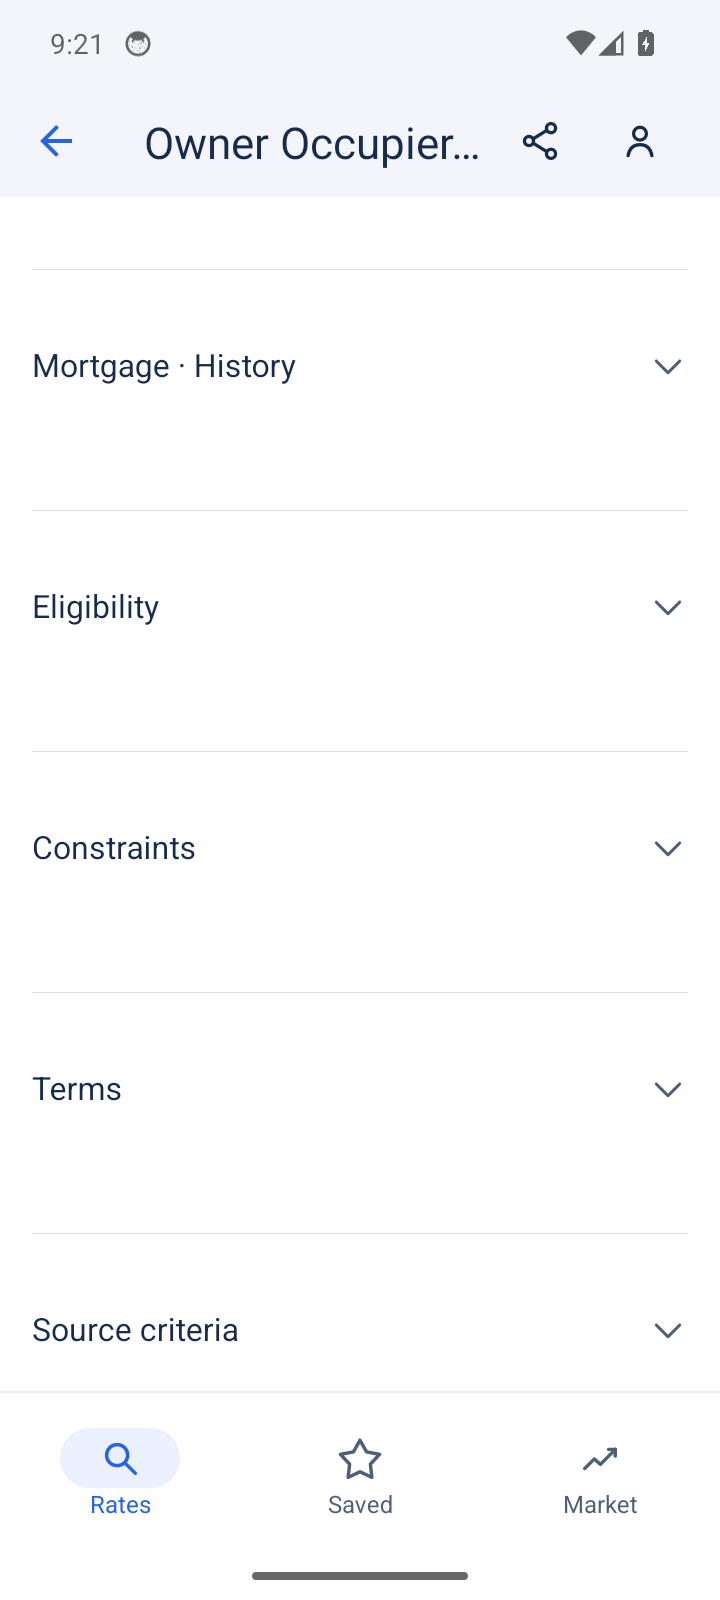 9:21
Owner Occupier...
Mortgage · History
Eligibility
Constraints
Terms
Source criteria
Rates
Saved
Market